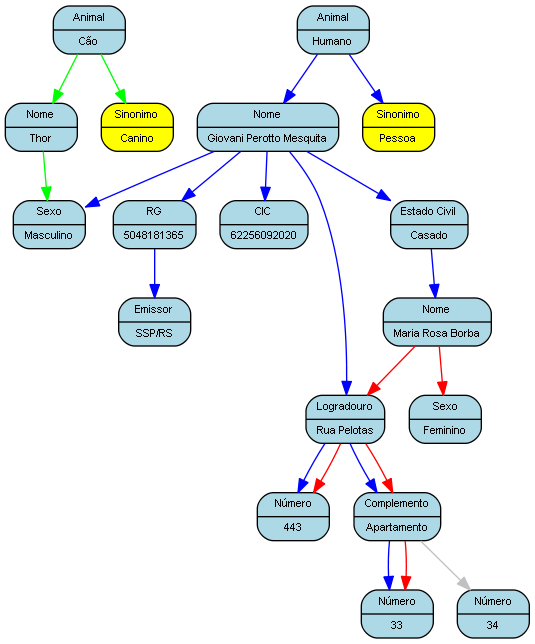 Animal
Cão
Animal
Humano
Nome
Thor
Sinonimo
Canino
Nome
Giovani Perotto Mesquita
Sinonimo
Pessoa
Sexo
Masculino
RG
5048181365
CIC
62256092020
Estado Civil
Casado
Emissor
SSP/RS
Nome
Maria Rosa Borba
Logradouro
Rua Pelotas
Sexo
Feminino
Número
443
Complemento
Apartamento
Número
33
Número
34